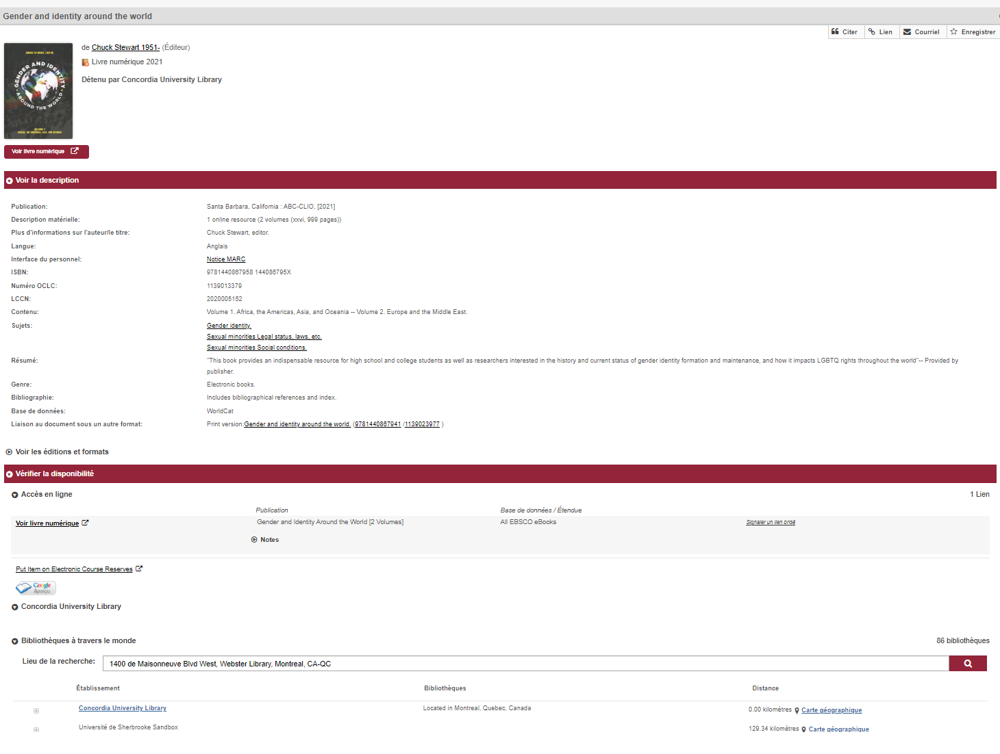 Gender and identity around the world
Citer Lien Courriel Enregistrer
de Chuck Stewart 1951- (Éditeur)
Livre numérique 2021
Détenu par Concordia University Library
CHUCK STEWART, EDITOR
GENDER AND IDENTITY
AROUND THE WORLD
VOLUME 1
AFRICA, THE AMERICAS, ASIA, AND OCEANIA
Voir livre numérique
Voir la description
Publication: Santa Barbara, California : ABC-CLIO, [2021]
Description matérielle: 1 online resource (2 volumes (xxvi, 999 pages))
Plus d'informations sur l'auteur/le titre: Chuck Stewart, editor.
Langue: Anglais
Interface du personnel: Notice MARC
ISBN: 9781440867958 144086795X
Numéro OCLC: 1139013379
LCCN: 2020005152
Contenu: Volume 1. Africa, the Americas, Asia, and Oceania -- Volume 2. Europe and the Middle East.
Sujets: Gender identity.
Sexual minorities Legal status, laws, etc.
Sexual minorities Social conditions.
Résumé: "This book provides an indispensable resource for high school and college students as well as researchers interested in the history and current status of gender identity formation and maintenance, and how it impacts LGBTQ rights throughout the world"-- Provided by
publisher.
Genre: Electronic books.
Bibliographie: Includes bibliographical references and index.
Base de données: WorldCat
Liaison au document sous un autre format: Print version:Gender and identity around the world. (9781440867941 /1139023977 )
Voir les éditions et formats
Vérifier la disponibilité
Accès en ligne 1 Lien
Publication Base de données / Étendue
Voir livre numérique Gender and Identity Around the World [2 Volumes] All EBSCO eBooks Signaler un lien brisé
Notes
Put Item on Electronic Course Reserves
Google
Aperçu
Concordia University Library
Bibliothèques à travers le monde 86 bibliothèques
Lieu de la recherche: 1400 de Maisonneuve Blvd West, Webster Library, Montreal, CA-QC
Établissement Bibliothèques Distance
Concordia University Library Located in Montreal, Quebec, Canada 0.00 kilomètres Carte géographique
Université de Sherbrooke Sandbox 129.34 kilomètres Carte géographique